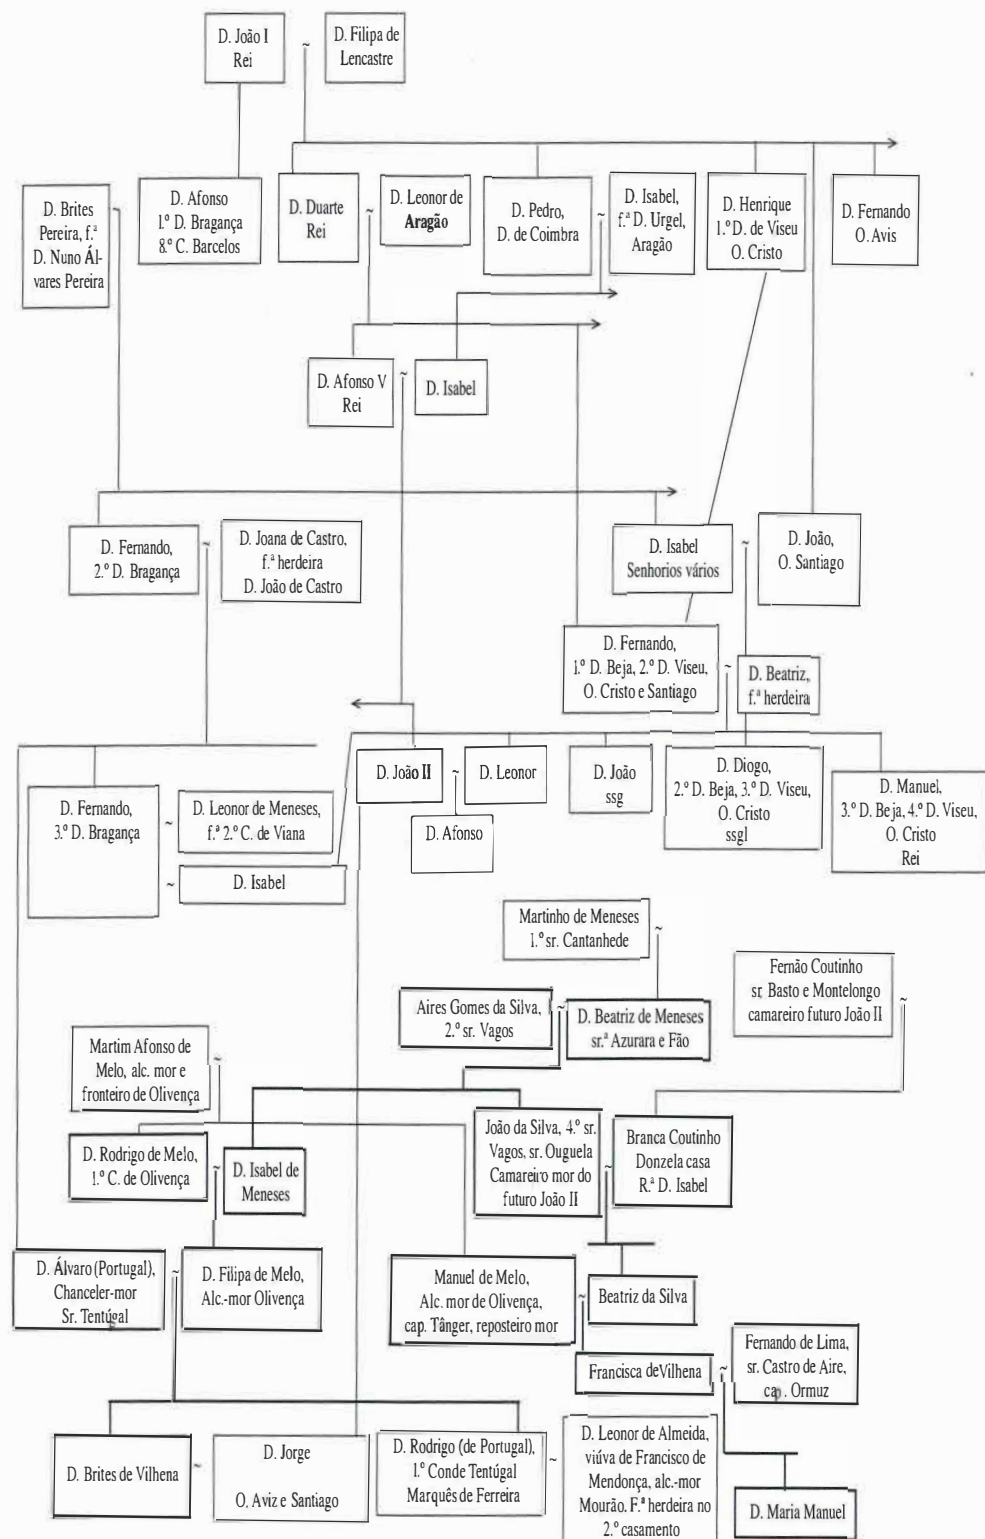 D. João I
Rei
~
D. Filipa de
Lencastre
D. Brites
Pereira, f.ª
D. Nuno Ál-
vares Pereira
~
D. Afonso
1.º D. Bragança
8.º C. Barcelos
D. Duarte
Rei
~
D. Leonor de
Aragão
D. Pedro,
D. de Coimbra
~
D. Isabel,
f.ª D. Urgel,
Aragão
D. Henrique
1.º D. de Viseu
O. Cristo
D. Fernando
O. Avis
D. Afonso V
Rei
~
D. Isabel
D. Fernando,
2.º D. Bragança
~
D. Joana de Castro,
f.ª herdeira
D. João de Castro
D. Isabel
Senhorios vários
~
D. João,
O. Santiago
D. Fernando,
1.º D. Beja, 2.º D. Viseu,
O. Cristo e Santiago
~
D. Beatriz,
f.ª herdeira
D. Fernando,
3.º D. Bragança
~
D. Leonor de Meneses,
f.ª 2.º C. de Viana
~
D. Isabel
D. João II
~
D. Leonor
D. Afonso
D. João
ssg
D. Diogo,
2.º D. Beja, 3.º D. Viseu,
O. Cristo
ssgl
D. Manuel,
3.º D. Beja, 4.º D. Viseu,
O. Cristo
Rei
Martinho de Meneses
1.º sr. Cantanhede
~
Aires Gomes da Silva,
2.º sr. Vagos
~
D. Beatriz de Meneses
sr.ª Azurara e Fão
Fernão Coutinho
sr. Basto e Montelongo
camareiro futuro João II
~
Martim Afonso de
Melo, alc. mor e
fronteiro de Olivença
~
D. Rodrigo de Melo,
1.º C. de Olivença
~
D. Isabel de
Meneses
João da Silva, 4.º sr.
Vagos, sr. Ouguela
Camareiro mor do
futuro João II
~
Branca Coutinho
Donzela casa
R.ª D. Isabel
D. Álvaro (Portugal),
Chanceler-mor
Sr. Tentúgal
~
D. Filipa de Melo,
Alc.-mor Olivença
Manuel de Melo,
Alc. mor de Olivença,
cap. Tânger, reposteiro mor
~
Beatriz da Silva
Francisca de Vilhena
~
Fernando de Lima,
sr. Castro de Aire,
cap. Ormuz
D. Brites de Vilhena
~
D. Jorge
O. Aviz e Santiago
D. Rodrigo (de Portugal),
1.º Conde Tentúgal
Marquês de Ferreira
~
D. Leonor de Almeida,
viúva de Francisco de
Mendonça, alc.-mor
Mourão. F.ª herdeira no
2.º casamento
D. Maria Manuel